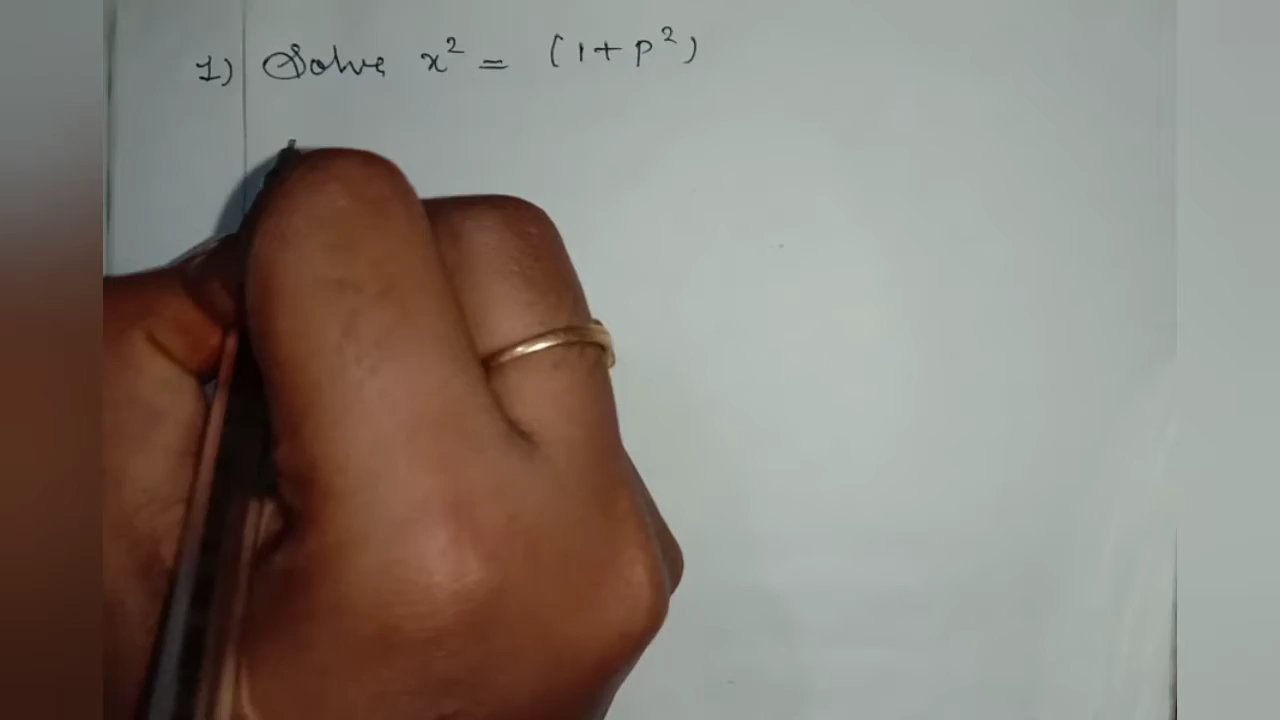 1) Solve x² = (1+p²)